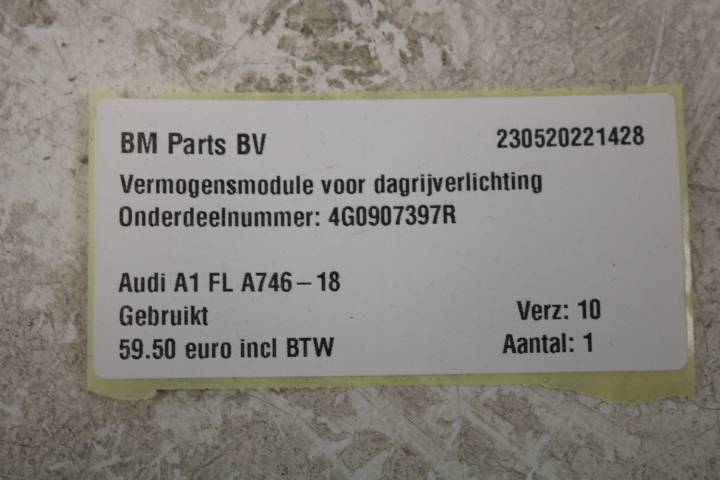 BM Parts BV 230520221428
Vermogensmodule voor dagrijverlichting
Onderdeelnummer: 4G0907397R
Audi A1 FL A746-18
Gebruikt Verz: 10
59.50 euro incl BTW Aantal: 1